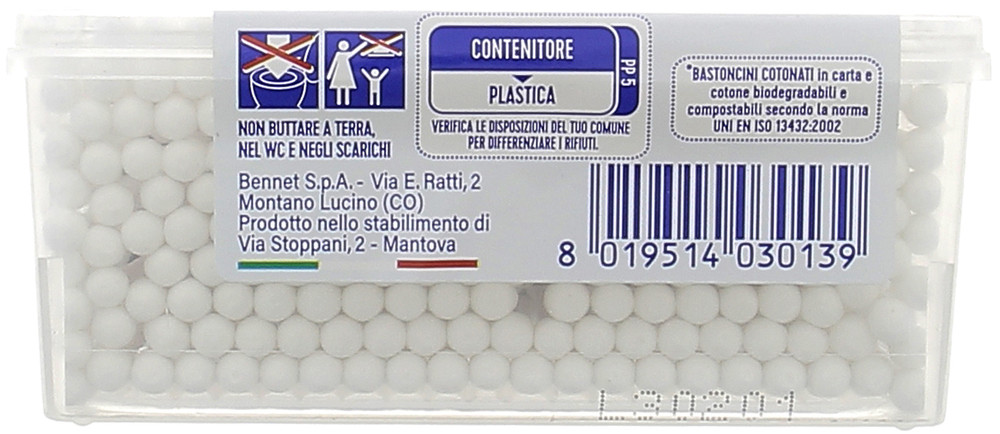 CONTENITORE
PLASTICA
PP 5
VERIFICA LE DISPOSIZIONI DEL TUO COMUNE
PER DIFFERENZIARE I RIFIUTI.
*BASTONCINI COTONATI in carta e
cotone biodegradabili e
compostabili secondo la norma
UNI EN ISO 13432:2002
NON BUTTARE A TERRA,
NEL WC E NEGLI SCARICHI
Bennet S.p.A. - Via E. Ratti, 2
Montano Lucino (CO)
Prodotto nello stabilimento di
Via Stoppani, 2 - Mantova
8 019514 030139
L30201